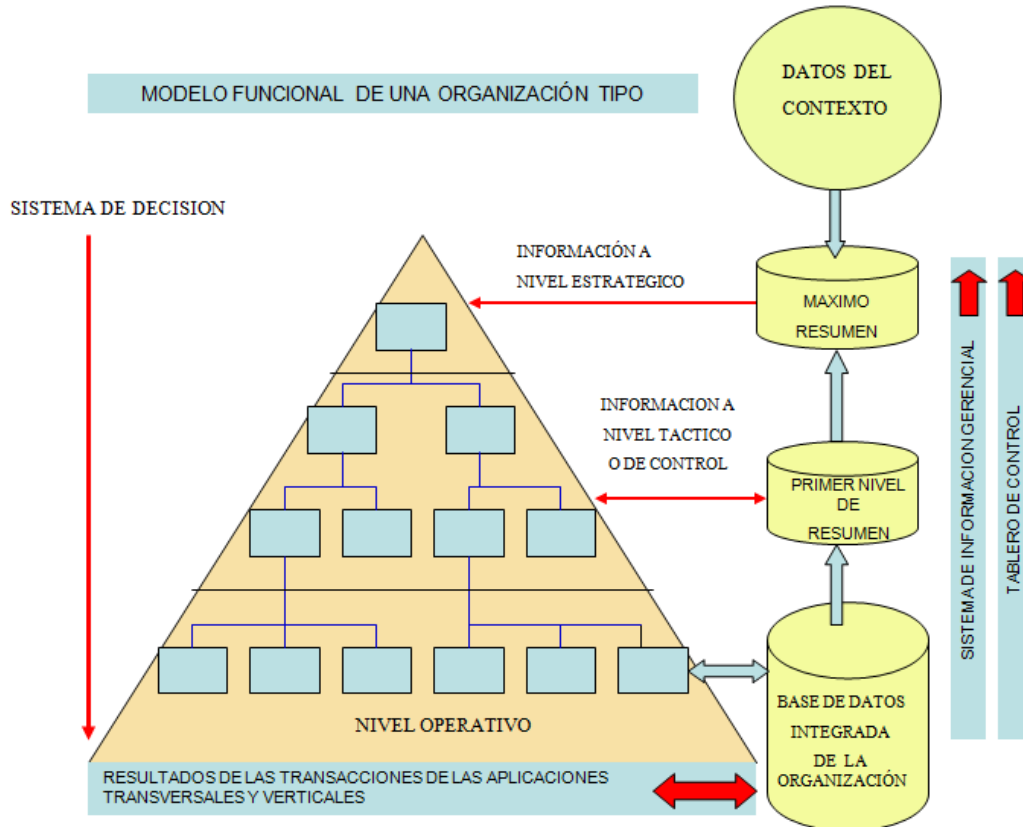 MODELO FUNCIONAL DE UNA ORGANIZACIÓN TIPO
DATOS DEL
CONTEXTO
SISTEMA DE DECISION
INFORMACIÓN A
NIVEL ESTRATEGICO
MAXIMO
RESUMEN
INFORMACION A
NIVEL TACTICO
O DE CONTROL
PRIMER NIVEL
DE
RESUMEN
SISTEMA DE INFORMACION GERENCIAL
TABLERO DE CONTROL
NIVEL OPERATIVO
BASE DE DATOS
INTEGRADA
DE LA
ORGANIZACIÓN
RESULTADOS DE LAS TRANSACCIONES DE LAS APLICACIONES
TRANSVERSALES Y VERTICALES